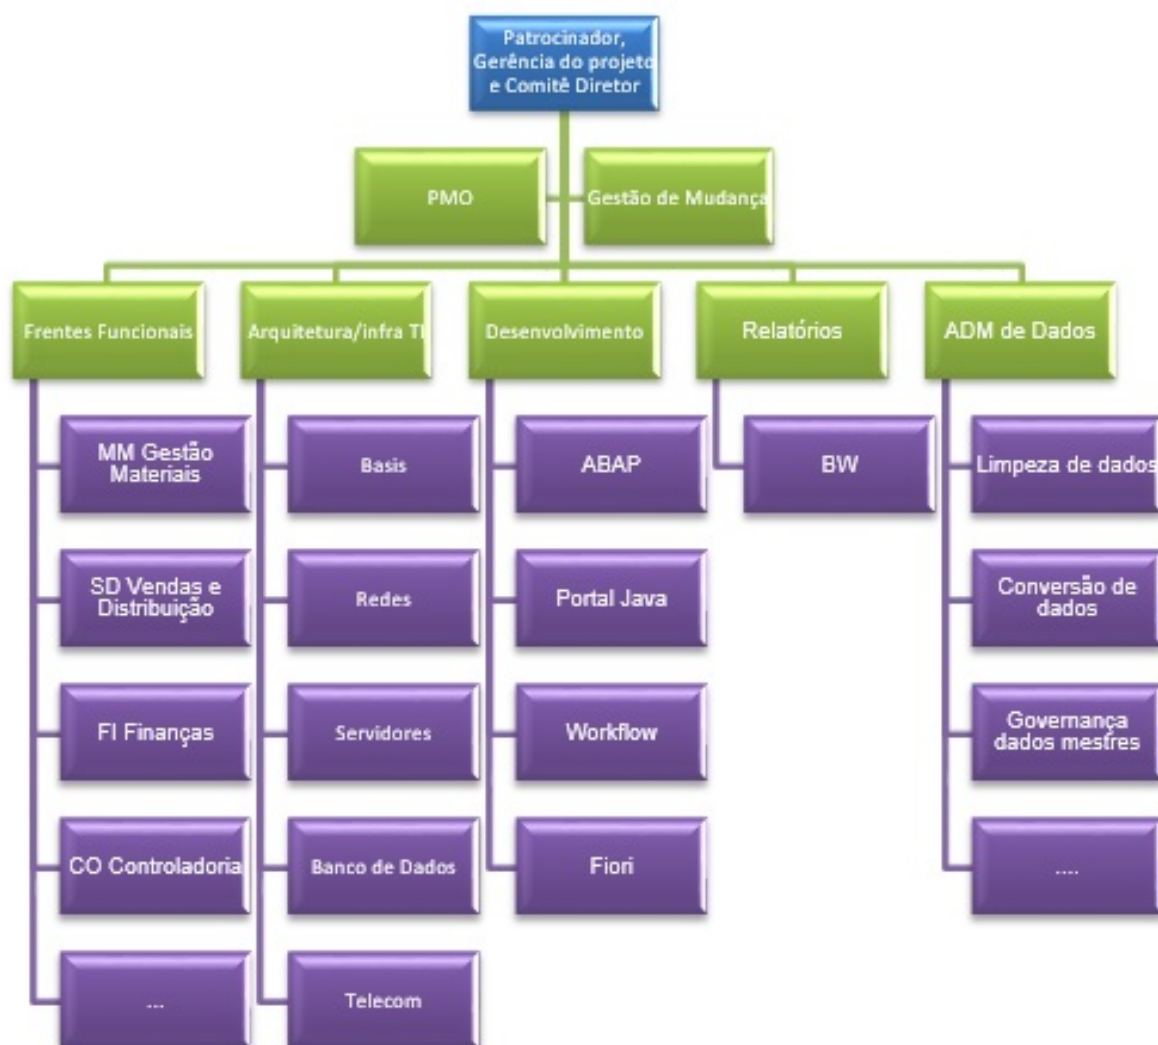 Patrocinador,
Gerência do projeto
e Comitê Diretor
PMO
Gestão de Mudança
Frentes Funcionais
Arquitetura/infra TI
Desenvolvimento
Relatórios
ADM de Dados
MM Gestão
Materiais
Basis
ABAP
BW
Limpeza de dados
SD Vendas e
Distribuição
Redes
Portal Java
Conversão de
dados
FI Finanças
Servidores
Workflow
Governança
dados mestres
CO Controladoria
Banco de Dados
Fiori
....
...
Telecom